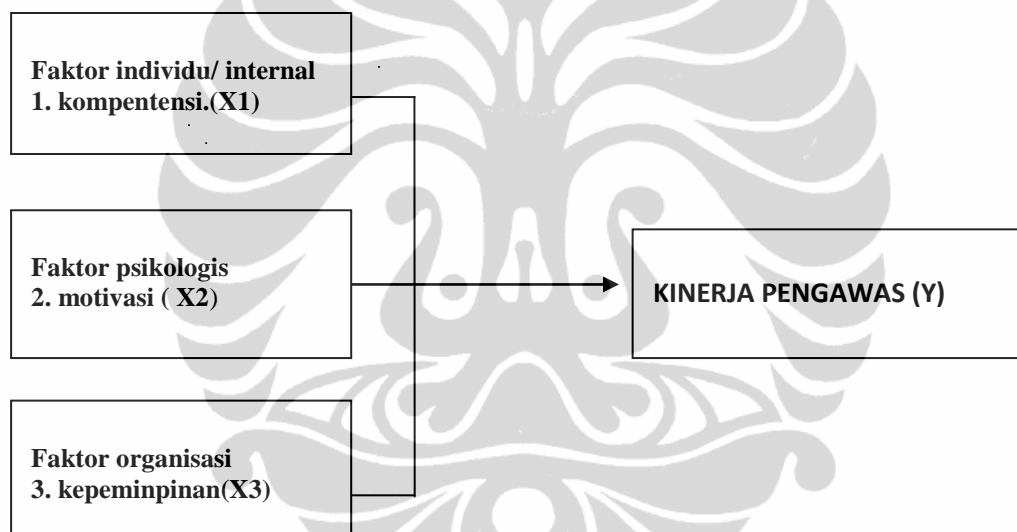 Faktor individu/ internal
1. kompentensi.(X1)
Faktor psikologis
2. motivasi ( X2)
KINERJA PENGAWAS (Y)
Faktor organisasi
3. kepeminpinan(X3)